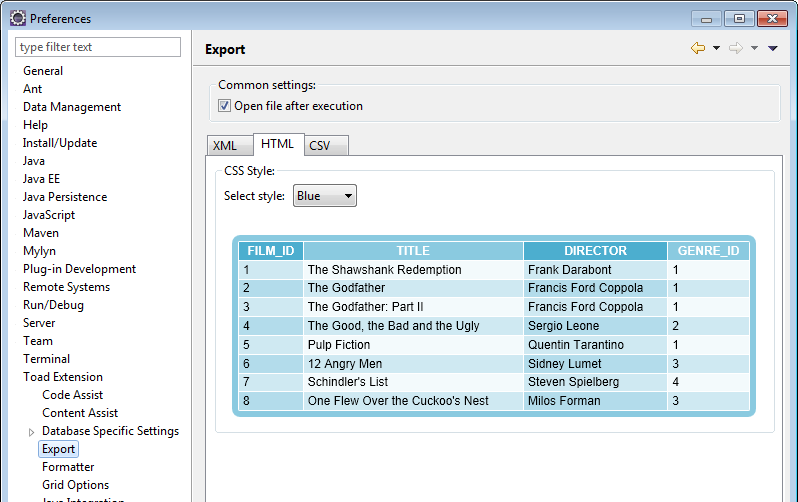 Preferences
type filter text
General
Ant
Data Management
Help
Install/Update
Java
Java EE
Java Persistence
JavaScript
Maven
Mylyn
Plug-in Development
Remote Systems
Run/Debug
Server
Team
Terminal
Toad Extension
Code Assist
Content Assist
Database Specific Settings
Export
Formatter
Grid Options
Java Integration
Export
Common settings:
Open file after execution
XML HTML CSV
CSS Style:
Select style: Blue
FILM_ID TITLE DIRECTOR GENRE_ID
1 The Shawshank Redemption Frank Darabont 1
2 The Godfather Francis Ford Coppola 1
3 The Godfather: Part II Francis Ford Coppola 1
4 The Good, the Bad and the Ugly Sergio Leone 2
5 Pulp Fiction Quentin Tarantino 1
6 12 Angry Men Sidney Lumet 3
7 Schindler's List Steven Spielberg 4
8 One Flew Over the Cuckoo's Nest Milos Forman 3